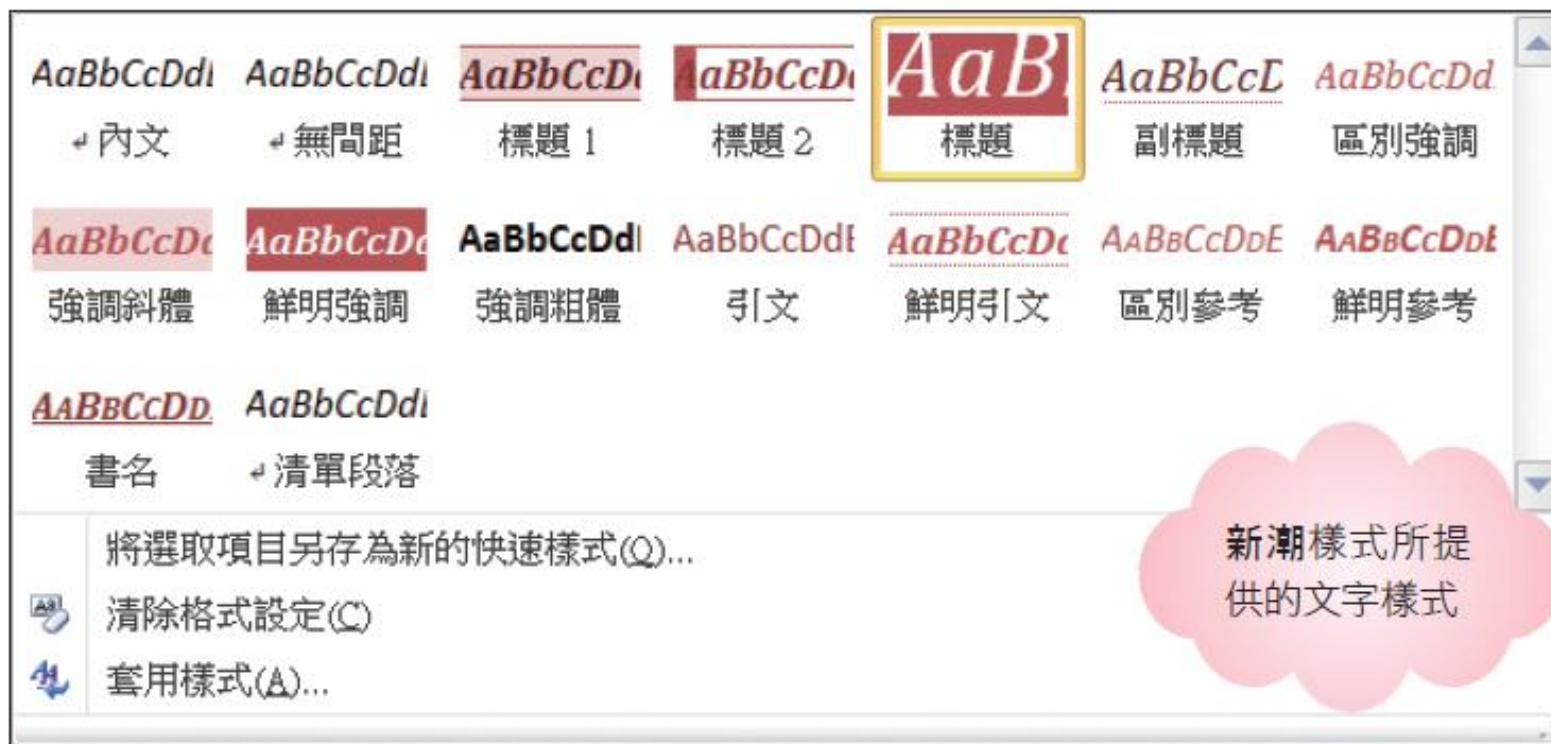 AaBbCcDdI AaBbCcDdI AaBbCcDc AaBbCcDc AaB AaBbCcD AaBbCcDd
↲內文 ↲無間距 標題 1 標題 2 標題 副標題 區別強調
AaBbCcDc AaBbCcDc AaBbCcDdI AaBbCcDdE AaBbCcDc AABBCCDDE AABBCCDDE
強調斜體 鮮明強調 強調粗體 引文 鮮明引文 區別參考 鮮明參考
AABBCCDD AaBbCcDdI
書名 ↲清單段落
新潮樣式所提
供的文字樣式
將選取項目另存為新的快速樣式(Q)...
清除格式設定(C)
套用樣式(A)...